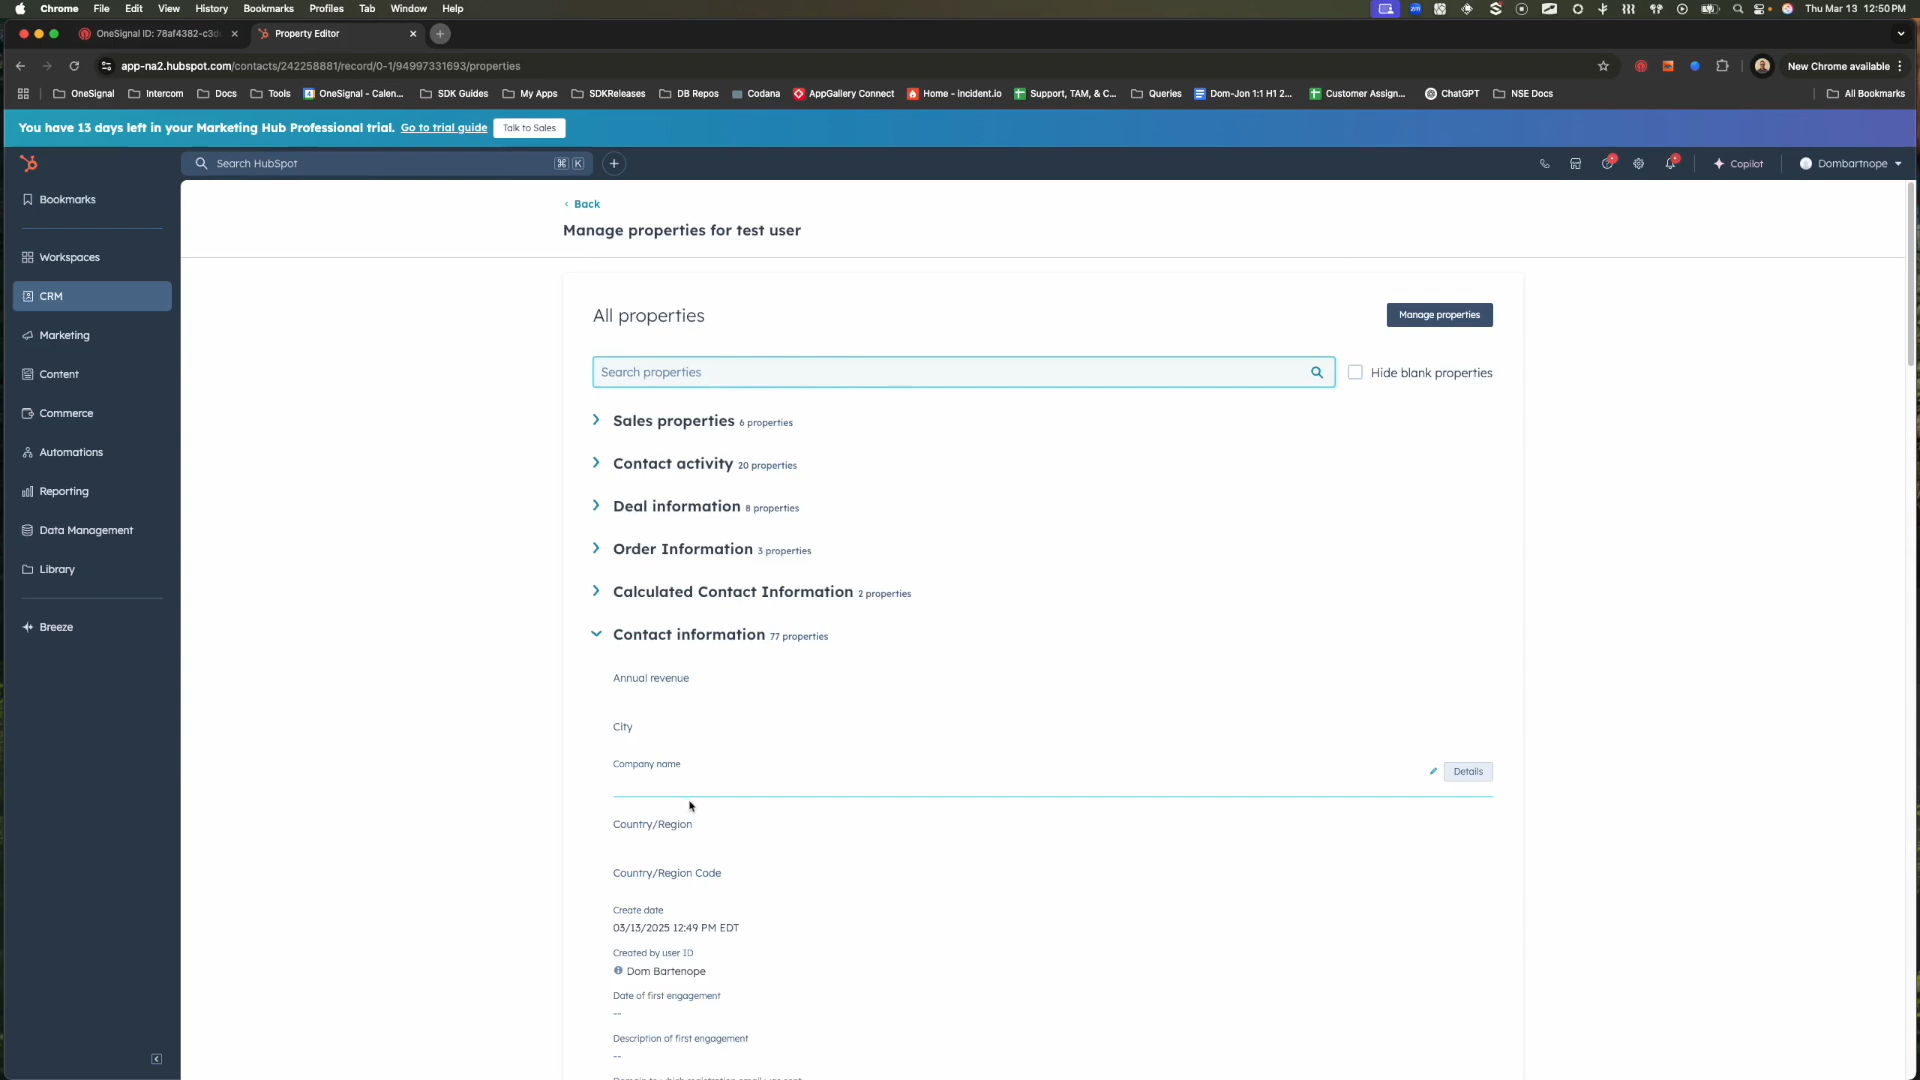 Chrome File Edit View History Bookmarks Profiles Tab Window Help Thu Mar 13 12:50 PM
OneSignal ID: 78af4382-c3d Property Editor
app-na2.hubspot.com/contacts/242258881/record/0-1/94997331693/properties New Chrome available
OneSignal Intercom Docs Tools OneSignal - Calen... SDK Guides My Apps SDKReleases DB Repos Codana AppGallery Connect Home - incident.io Support, TAM, & C... Queries Dom-Jon 1:1 H1 2... Customer Assign... ChatGPT NSE Docs All Bookmarks
You have 13 days left in your Marketing Hub Professional trial. Go to trial guide Talk to Sales
Search HubSpot ⌘ K Copilot Dombartnope
Bookmarks
Workspaces
CRM
Marketing
Content
Commerce
Automations
Reporting
Data Management
Library
Breeze
Back
Manage properties for test user
All properties Manage properties
Search properties Hide blank properties
Sales properties 6 properties
Contact activity 20 properties
Deal information 8 properties
Order Information 3 properties
Calculated Contact Information 2 properties
Contact information 77 properties
Annual revenue
City
Company name Details
Country/Region
Country/Region Code
Create date
03/13/2025 12:49 PM EDT
Created by user ID
Dom Bartenope
Date of first engagement
--
Description of first engagement
--